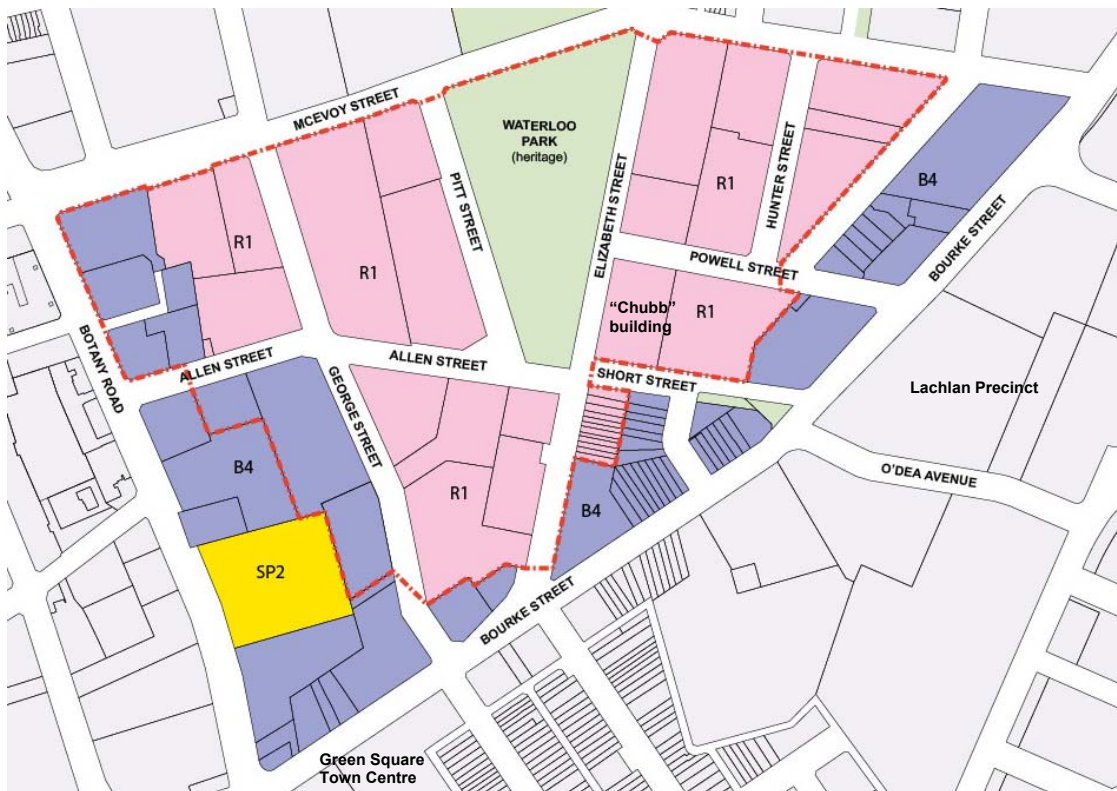 MCEVOY STREET
WATERLOO
PARK
(heritage)
PITT STREET
ELIZABETH STREET
HUNTER STREET
R1
B4
BOURKE STREET
R1
R1
POWELL STREET
“Chubb”
building
R1
BOTANY ROAD
ALLEN STREET
ALLEN STREET
GEORGE STREET
SHORT STREET
Lachlan Precinct
B4
R1
B4
O'DEA AVENUE
SP2
BOURKE STREET
Green Square
Town Centre